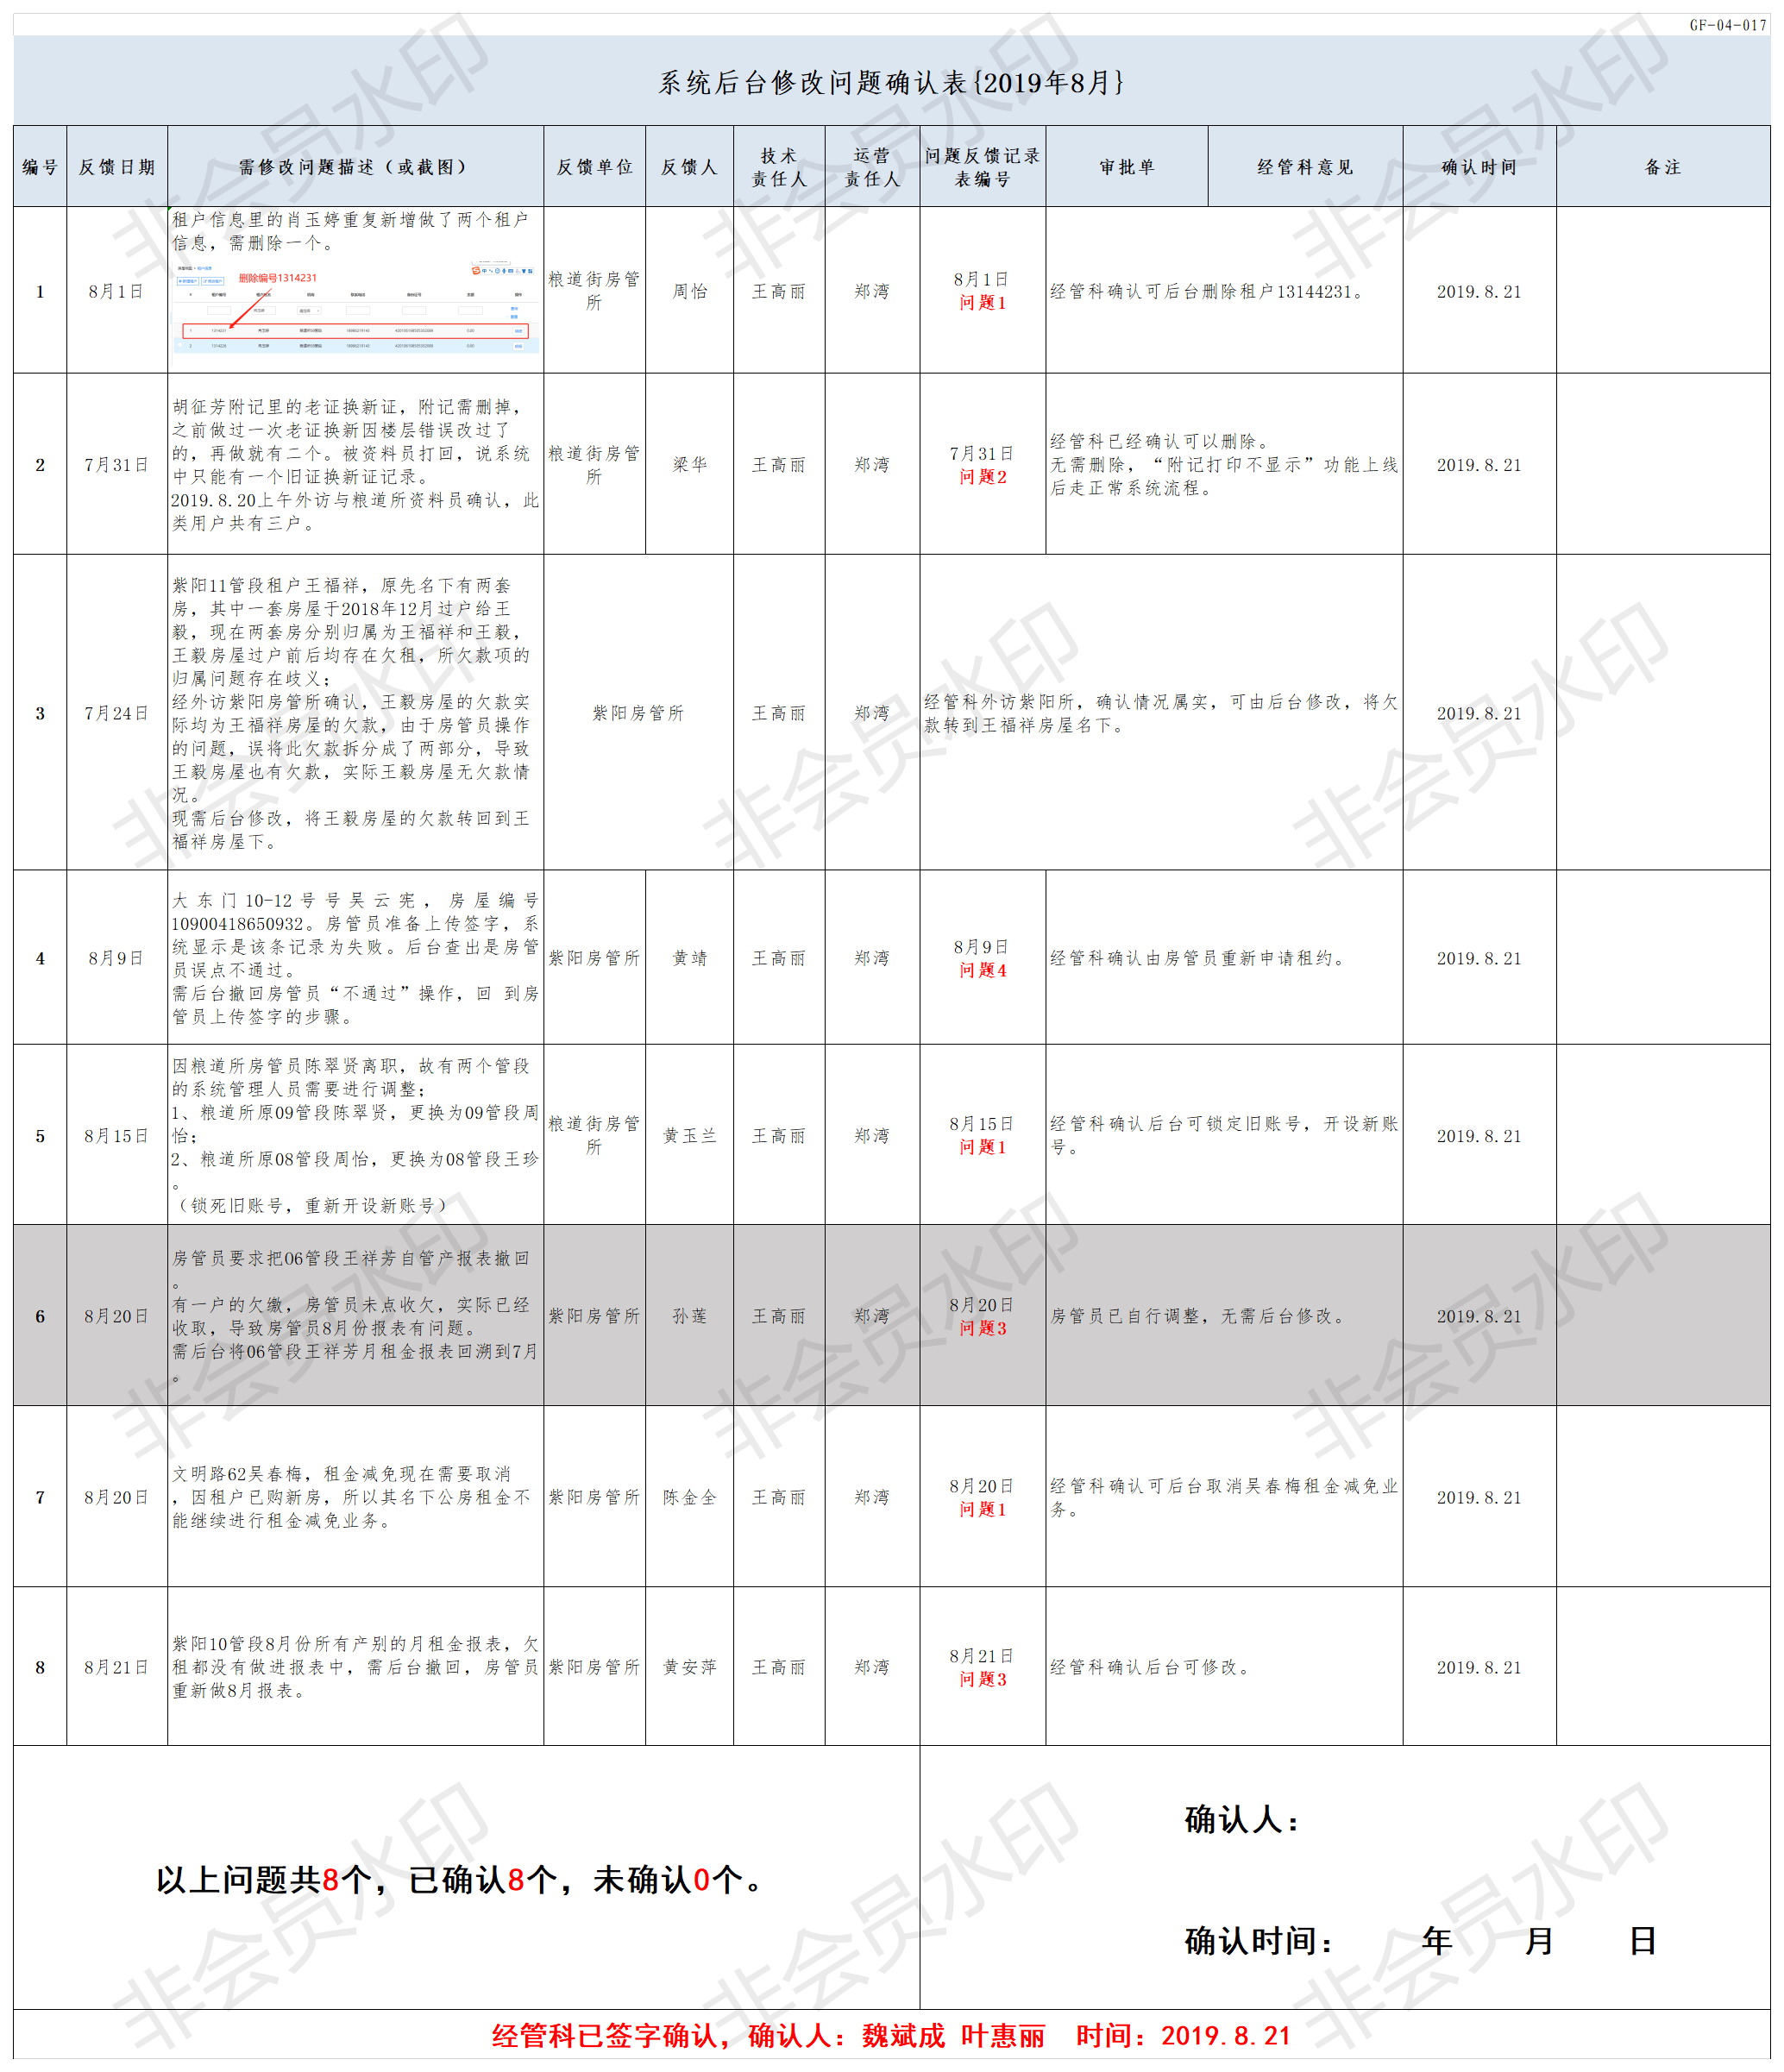 GF-04-017
系统后台修改问题确认表{2019年8月}
编号
反馈日期
需修改问题描述（或截图）
反馈单位
反馈人
技术
责任人
运营
责任人
问题反馈记录
表编号
审批单
经管科意见
确认时间
备注
1
8月1日
租户信息里的肖玉婷重复新增做了两个租户
信息，需删除一个。
删除编号1314231
粮道街房管
所
周怡
王高丽
郑湾
8月1日
问题1
经管科确认可后台删除租户13144231。
2019.8.21
2
7月31日
胡征芳附记里的老证换新证，附记需删掉，
之前做过一次老证换新因楼层错误改过了
的，再做就有二个。被资料员打回，说系统
中只能有一个旧证换新证记录。
2019.8.20上午外访与粮道所资料员确认，此
类用户共有三户。
粮道街房管
所
梁华
王高丽
郑湾
7月31日
问题2
经管科已经确认可以删除。
无需删除，“附记打印不显示”功能上线
后走正常系统流程。
2019.8.21
3
7月24日
紫阳11管段租户王福祥，原先名下有两套
房，其中一套房屋于2018年12月过户给王
毅，现在两套房分别归属为王福祥和王毅，
王毅房屋过户前后均存在欠租，所欠款项的
归属问题存在歧义；
经外访紫阳房管所确认，王毅房屋的欠款实
际均为王福祥房屋的欠款，由于房管员操作
的问题，误将此欠款拆分成了两部分，导致
王毅房屋也有欠款，实际王毅房屋无欠款情
况。
现需后台修改，将王毅房屋的欠款转回到王
福祥房屋下。
紫阳房管所
王高丽
郑湾
经管科外访紫阳所，确认情况属实，可由后台修改，将欠
款转到王福祥房屋名下。
2019.8.21
4
8月9日
大东门10-12号号吴云宪，房屋编号
10900418650932。房管员准备上传签字，系
统显示是该条记录为失败。后台查出是房管
员误点不通过。
需后台撤回房管员“不通过”操作，回 到房
管员上传签字的步骤。
紫阳房管所
黄靖
王高丽
郑湾
8月9日
问题4
经管科确认由房管员重新申请租约。
2019.8.21
5
8月15日
因粮道所房管员陈翠贤离职，故有两个管段
的系统管理人员需要进行调整；
1、粮道所原09管段陈翠贤，更换为09管段周
怡；
2、粮道所原08管段周怡，更换为08管段王珍
。
（锁死旧账号，重新开设新账号）
粮道街房管
所
黄玉兰
王高丽
郑湾
8月15日
问题1
经管科确认后台可锁定旧账号，开设新账
号。
2019.8.21
6
8月20日
房管员要求把06管段王祥芳自管产报表撤回
。
有一户的欠缴，房管员未点收欠，实际已经
收取，导致房管员8月份报表有问题。
需后台将06管段王祥芳月租金报表回溯到7月
。
紫阳房管所
孙莲
王高丽
郑湾
8月20日
问题3
房管员已自行调整，无需后台修改。
2019.8.21
7
8月20日
文明路62吴春梅，租金减免现在需要取消
，因租户已购新房，所以其名下公房租金不
能继续进行租金减免业务。
紫阳房管所
陈金全
王高丽
郑湾
8月20日
问题1
经管科确认可后台取消吴春梅租金减免业
务。
2019.8.21
8
8月21日
紫阳10管段8月份所有产别的月租金报表，欠
租都没有做进报表中，需后台撤回，房管员
重新做8月报表。
紫阳房管所
黄安萍
王高丽
郑湾
8月21日
问题3
经管科确认后台可修改。
2019.8.21
以上问题共8个，已确认8个，未确认0个。
确认人：
确认时间： 年 月 日
经管科已签字确认，确认人：魏斌成 叶惠丽 时间：2019.8.21
非会员水印
非会员水印
非会员水印
非会员水印
非会员水印
非会员水印
非会员水印
非会员水印
非会员水印
非会员水印
非会员水印
非会员水印